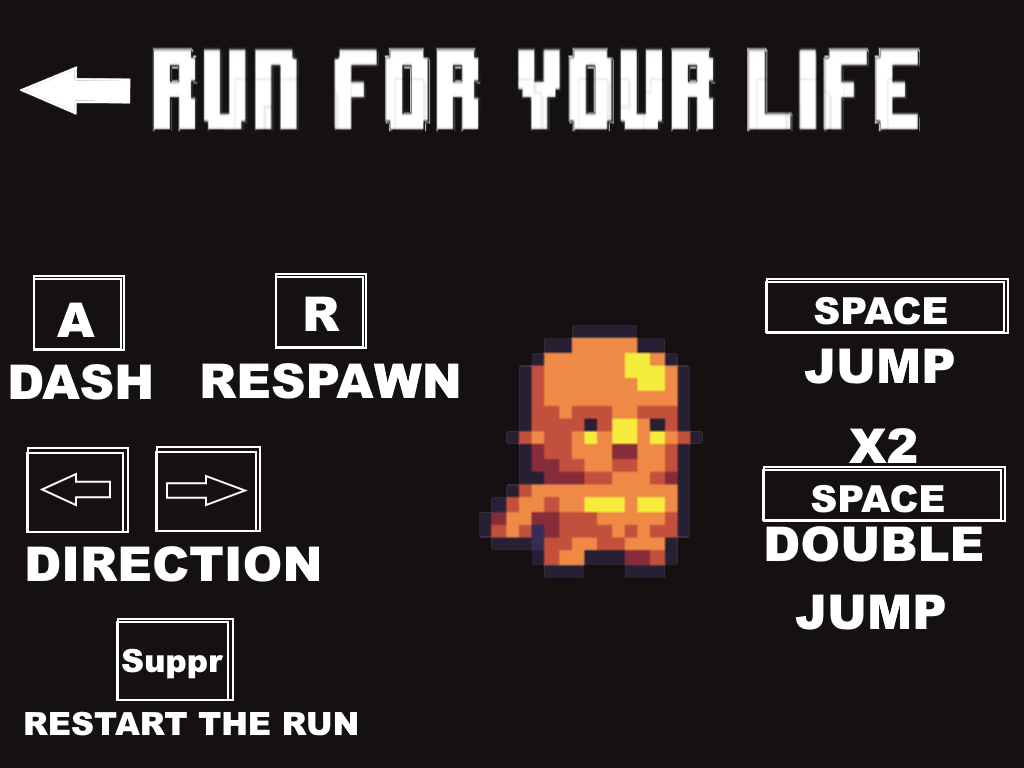 RUN FOR YOUR LIFE
A
DASH
R
RESPAWN
SPACE
JUMP
X2
SPACE
DOUBLE
JUMP
DIRECTION
Suppr
RESTART THE RUN